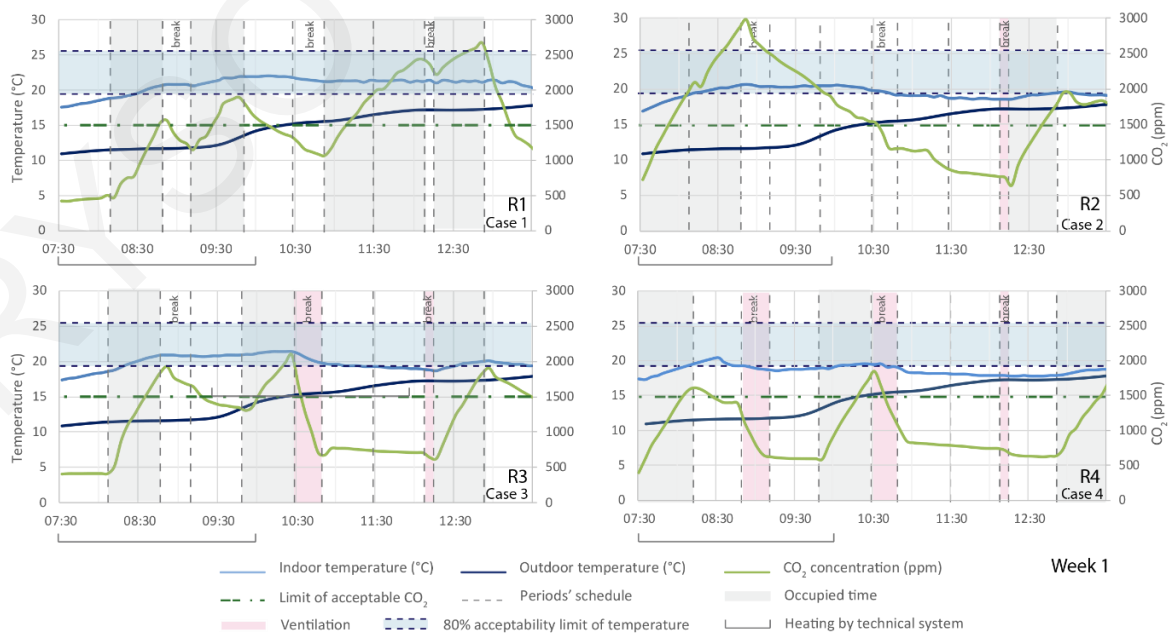 30
25
20
15
10
5
0
Temperature (°C)
break
break
break
3000
2500
2000
1500
1000
500
0
R1
Case 1
07:30
08:30
09:30
10:30
11:30
12:30
30
25
20
15
10
5
0
break
break
break
3000
2500
2000
1500
1000
500
0
CO2 (ppm)
R2
Case 2
07:30
08:30
09:30
10:30
11:30
12:30
30
25
20
15
10
5
0
Temperature (°C)
break
break
break
3000
2500
2000
1500
1000
500
0
R3
Case 3
07:30
08:30
09:30
10:30
11:30
12:30
30
25
20
15
10
5
0
break
break
break
3000
2500
2000
1500
1000
500
0
CO2 (ppm)
R4
Case 4
07:30
08:30
09:30
10:30
11:30
12:30
Week 1
Indoor temperature (°C)
Outdoor temperature (°C)
CO2 concentration (ppm)
Limit of acceptable CO2
Periods' schedule
Occupied time
Ventilation
80% acceptability limit of temperature
Heating by technical system